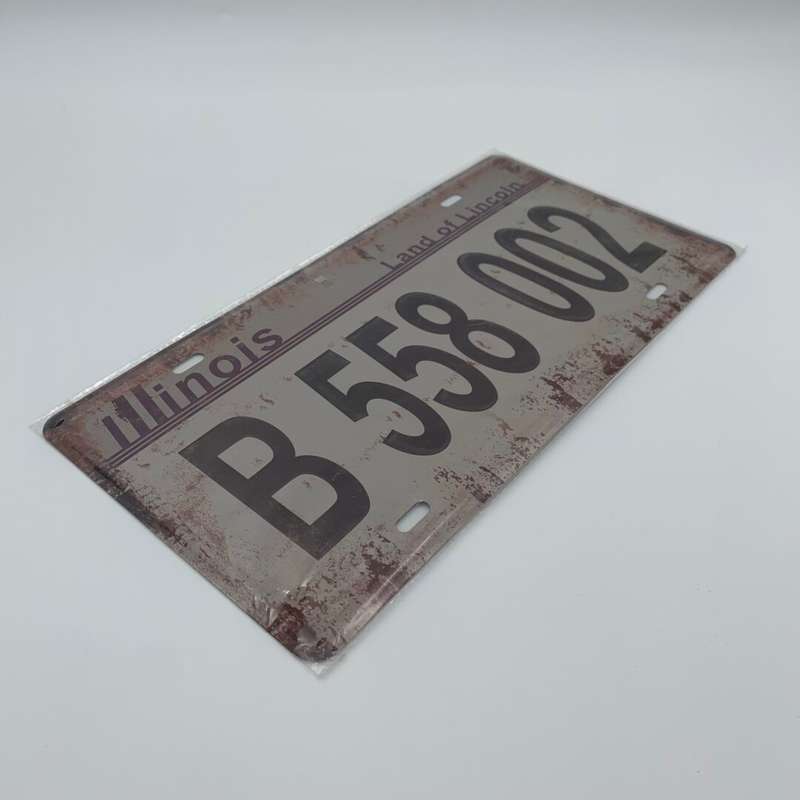 Illinois Land of Lincoln
B 558 002